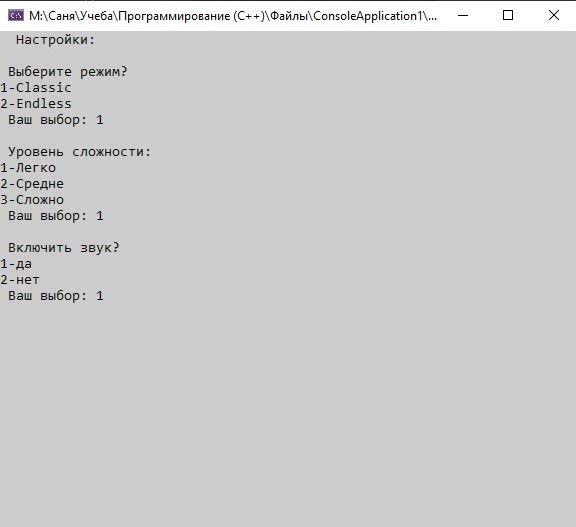 M:\Саня\Учеба\Программирование (C++)\Файлы\ConsoleApplication1\...
Настройки:
Выберите режим?
1-Classic
2-Endless
Ваш выбор: 1
Уровень сложности:
1-Легко
2-Средне
3-Сложно
Ваш выбор: 1
Включить звук?
1-да
2-нет
Ваш выбор: 1